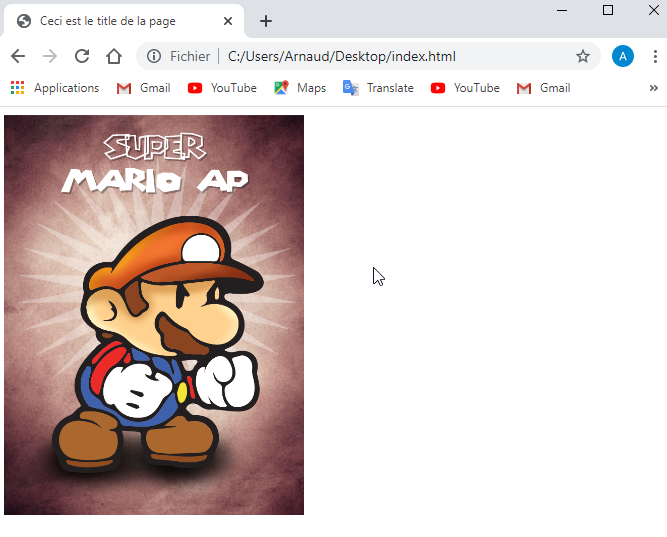 Ceci est le title de la page
Fichier C:/Users/Arnaud/Desktop/index.html A
Applications Gmail YouTube Maps Translate YouTube Gmail »
SUPER
MARIO AP